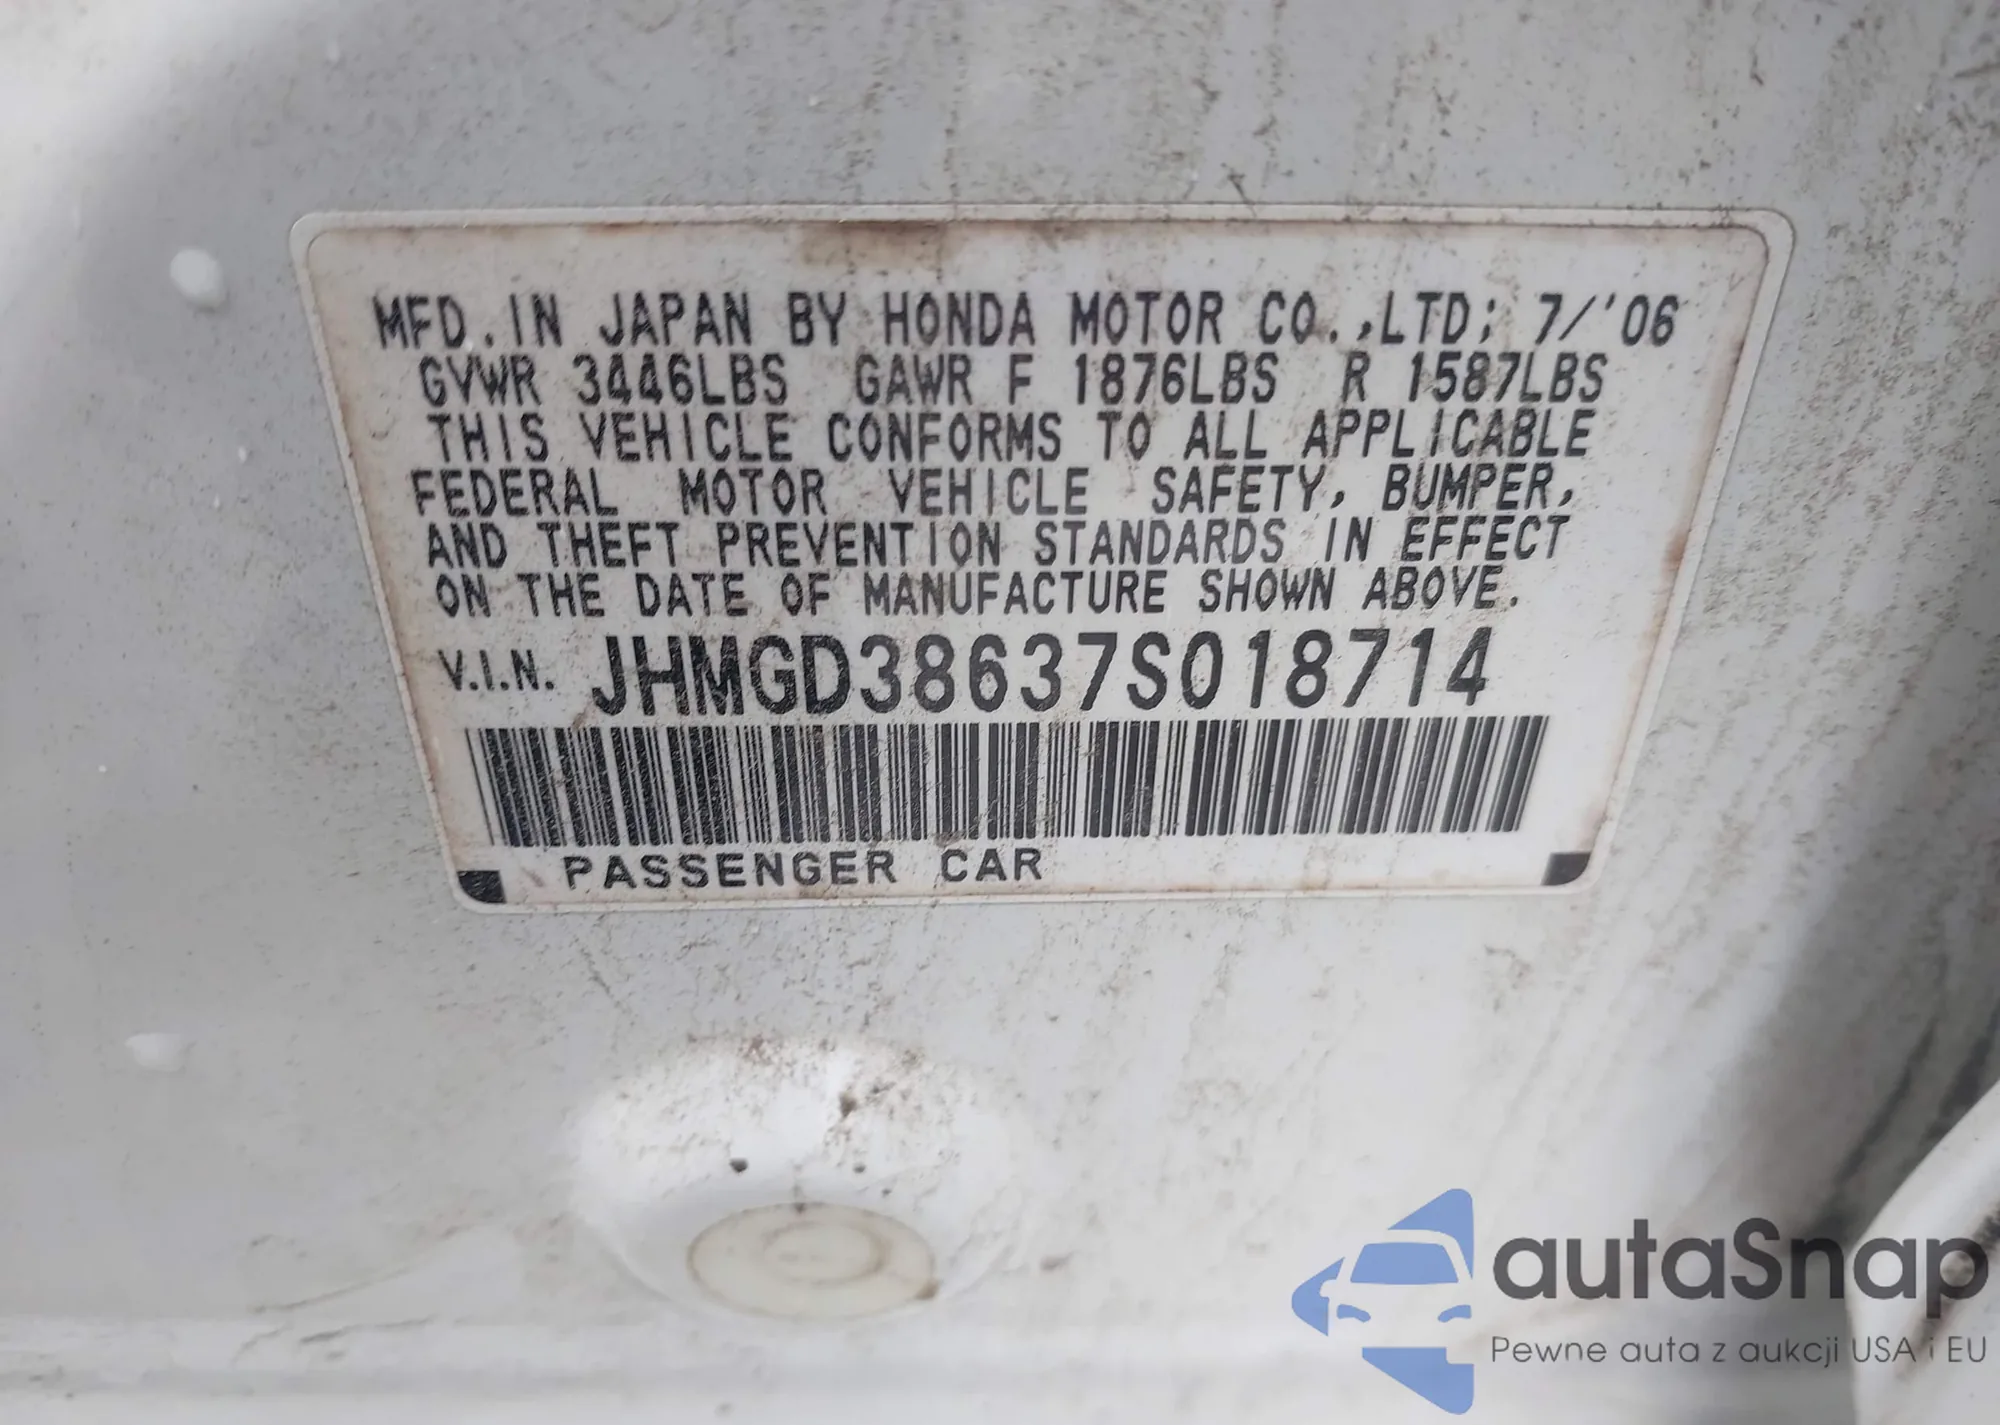 MFD. IN JAPAN BY HONDA MOTOR CO.,LTD; 7/'06
GVWR 3446LBS GAWR F 1876LBS R 1587LBS
THIS VEHICLE CONFORMS TO ALL APPLICABLE
FEDERAL MOTOR VEHICLE SAFETY, BUMPER,
AND THEFT PREVENTION STANDARDS IN EFFECT
ON THE DATE OF MANUFACTURE SHOWN ABOVE.
V.I.N. JHMGD38637S018714
PASSENGER CAR
autaSnap
Pewne auta z aukcji USA i EU